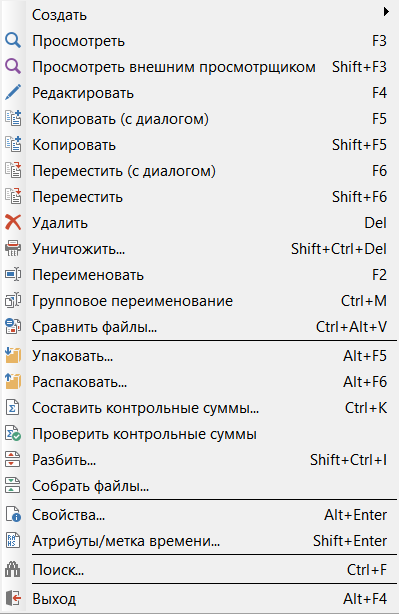 Создать
Просмотреть F3
Просмотреть внешним просмотрщиком Shift+F3
Редактировать F4
Копировать (с диалогом) F5
Копировать Shift+F5
Переместить (с диалогом) F6
Переместить Shift+F6
Удалить Del
Уничтожить... Shift+Ctrl+Del
Переименовать F2
Групповое переименование Ctrl+M
Сравнить файлы... Ctrl+Alt+V
Упаковать... Alt+F5
Распаковать... Alt+F6
Составить контрольные суммы... Ctrl+K
Проверить контрольные суммы
Разбить... Shift+Ctrl+I
Собрать файлы...
Свойства... Alt+Enter
Атрибуты/метка времени... Shift+Enter
Поиск... Ctrl+F
Выход Alt+F4